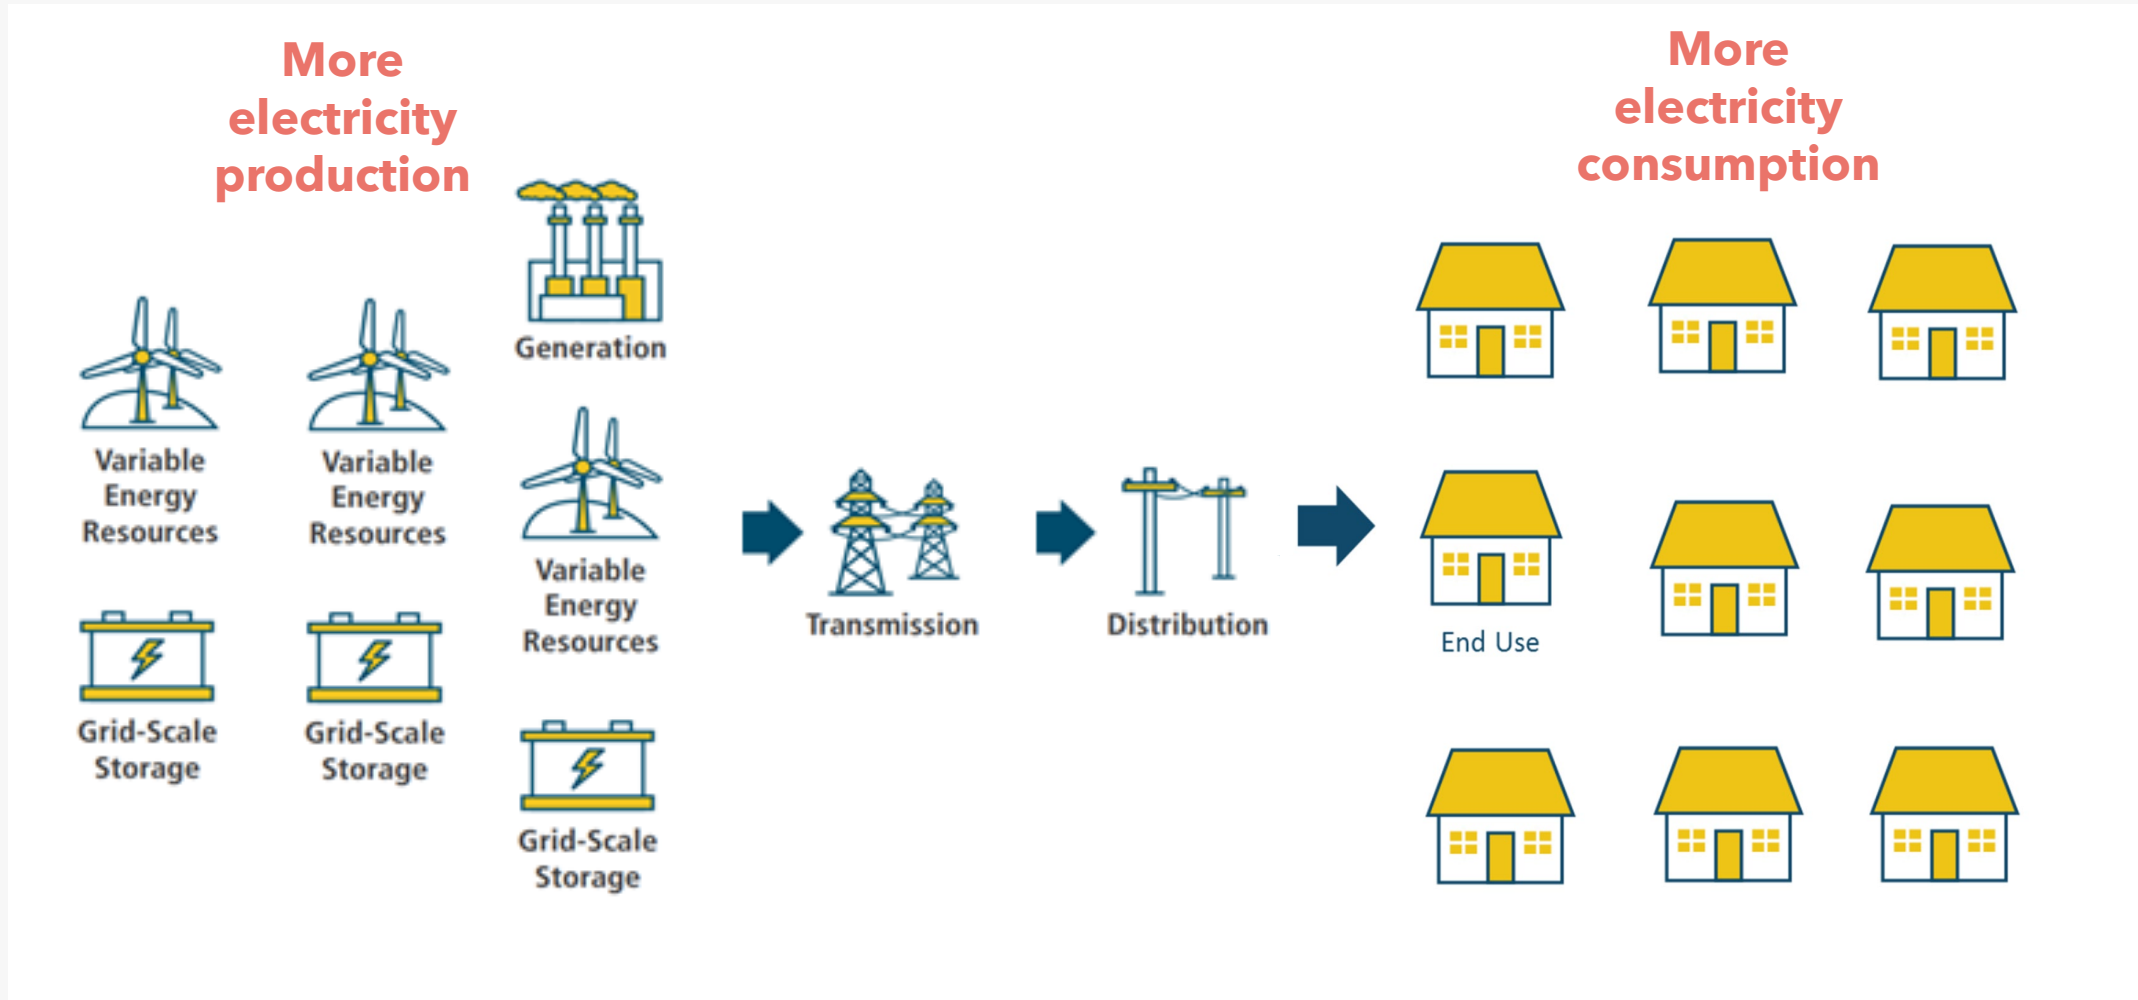 More
electricity
production
More
electricity
consumption
Generation
Variable
Energy
Resources
Variable
Energy
Resources
Variable
Energy
Resources
Transmission
Distribution
End Use
Grid-Scale
Storage
Grid-Scale
Storage
Grid-Scale
Storage